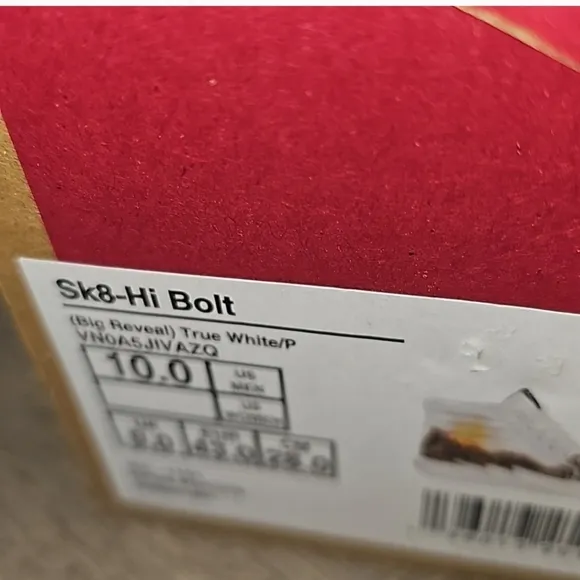 Sk8-Hi Bolt
(Big Reveal) True White/P
VN0A5JIVAZQ
10.0 US
MEN
US
UK EUR CM
9.0 43.0 28.0